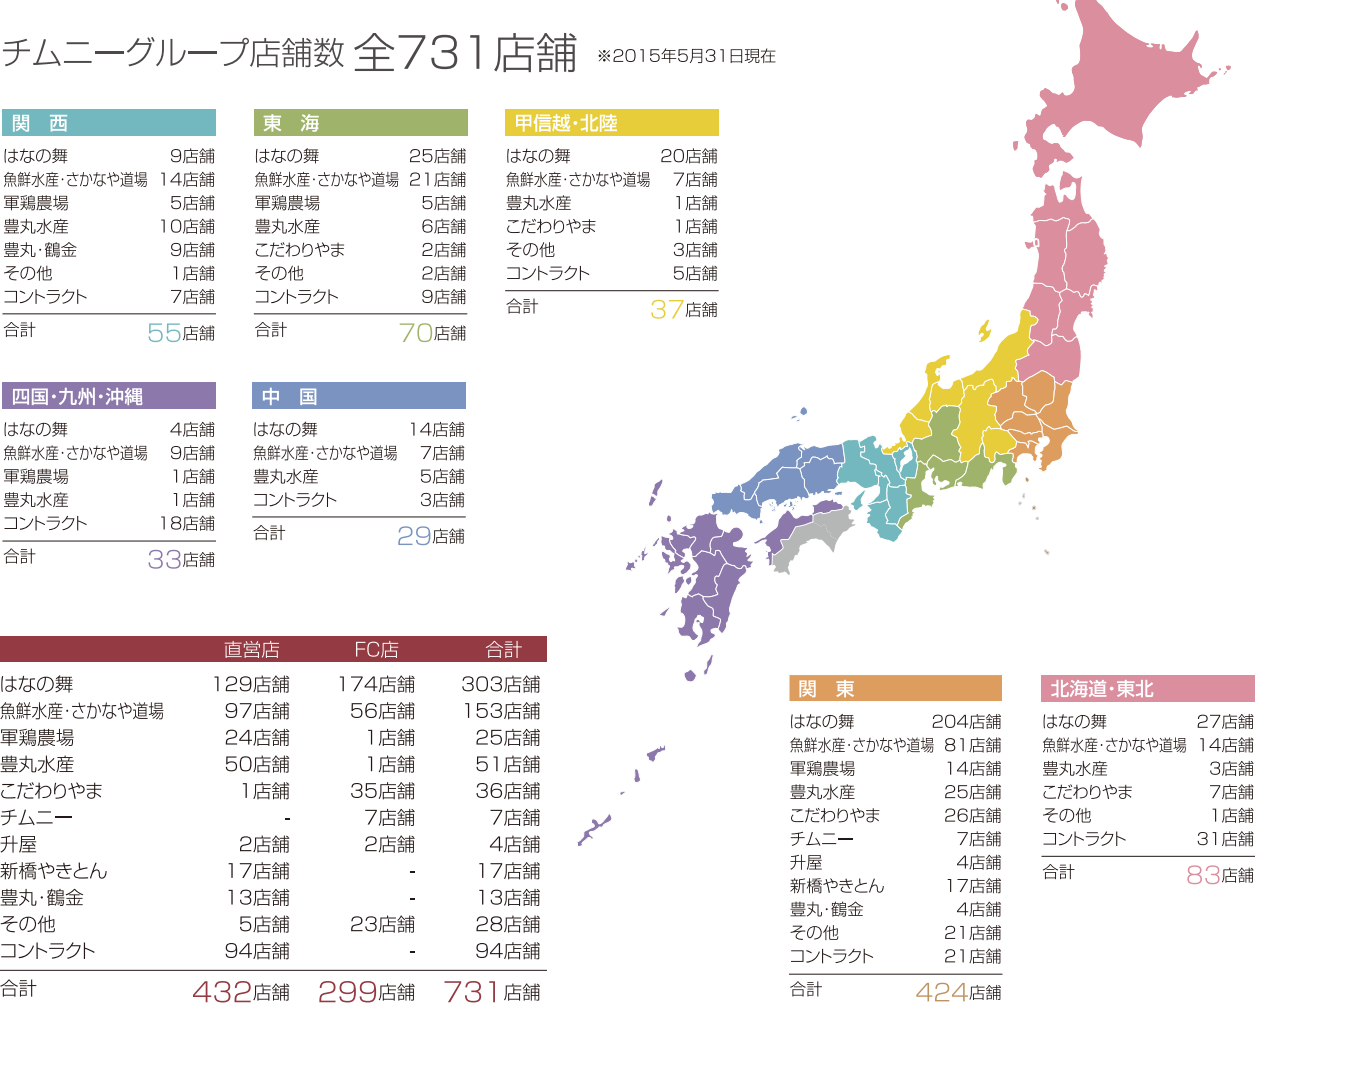 チムニーグループ店舗数 全731店舗 ※2015年5月31日現在
関　西
はなの舞 9店舗
魚鮮水産・さかなや道場 14店舗
軍鶏農場 5店舗
豊丸水産 10店舗
豊丸・鶴金 9店舗
その他 1店舗
コントラクト 7店舗
合計 55店舗
東　海
はなの舞 25店舗
魚鮮水産・さかなや道場 21店舗
軍鶏農場 5店舗
豊丸水産 6店舗
こだわりやま 2店舗
その他 2店舗
コントラクト 9店舗
合計 70店舗
甲信越・北陸
はなの舞 20店舗
魚鮮水産・さかなや道場 7店舗
豊丸水産 1店舗
こだわりやま 1店舗
その他 3店舗
コントラクト 5店舗
合計 37店舗
四国・九州・沖縄
はなの舞 4店舗
魚鮮水産・さかなや道場 9店舗
軍鶏農場 1店舗
豊丸水産 1店舗
コントラクト 18店舗
合計 33店舗
中　国
はなの舞 14店舗
魚鮮水産・さかなや道場 7店舗
豊丸水産 5店舗
コントラクト 3店舗
合計 29店舗
直営店 FC店 合計
はなの舞 129店舗 174店舗 303店舗
魚鮮水産・さかなや道場 97店舗 56店舗 153店舗
軍鶏農場 24店舗 1店舗 25店舗
豊丸水産 50店舗 1店舗 51店舗
こだわりやま 1店舗 35店舗 36店舗
チムニー - 7店舗 7店舗
升屋 2店舗 2店舗 4店舗
新橋やきとん 17店舗 - 17店舗
豊丸・鶴金 13店舗 - 13店舗
その他 5店舗 23店舗 28店舗
コントラクト 94店舗 - 94店舗
合計 432店舗 299店舗 731店舗
関　東
はなの舞 204店舗
魚鮮水産・さかなや道場 81店舗
軍鶏農場 14店舗
豊丸水産 25店舗
こだわりやま 26店舗
チムニー 7店舗
升屋 4店舗
新橋やきとん 17店舗
豊丸・鶴金 4店舗
その他 21店舗
コントラクト 21店舗
合計 424店舗
北海道・東北
はなの舞 27店舗
魚鮮水産・さかなや道場 14店舗
豊丸水産 3店舗
こだわりやま 7店舗
その他 1店舗
コントラクト 31店舗
合計 83店舗